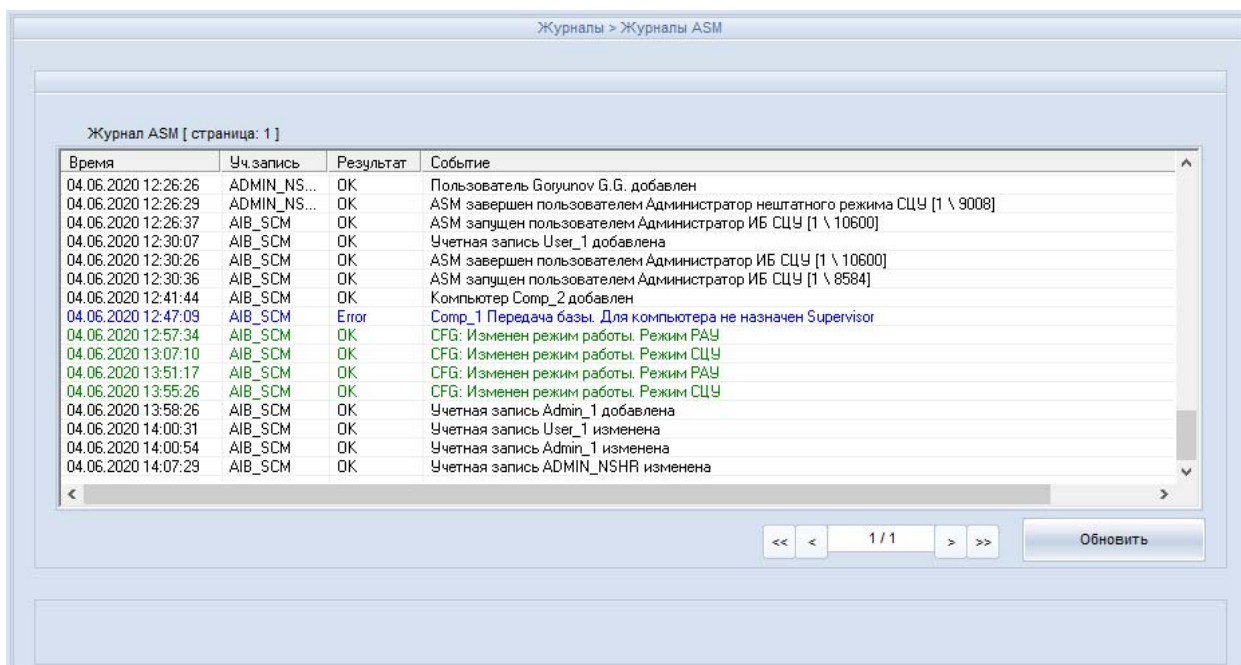 Журналы > Журналы ASM
Журнал ASM [ страница: 1 ]
Время Уч.запись Результат Событие
04.06.2020 12:26:26 ADMIN_NS... OK Пользователь Goryunov G.G. добавлен
04.06.2020 12:26:29 ADMIN_NS... OK ASM завершен пользователем Администратор нештатного режима СЦУ [1 \ 9008]
04.06.2020 12:26:37 AIB_SCM OK ASM запущен пользователем Администратор ИБ СЦУ [1 \ 10600]
04.06.2020 12:30:07 AIB_SCM OK Учетная запись User_1 добавлена
04.06.2020 12:30:26 AIB_SCM OK ASM завершен пользователем Администратор ИБ СЦУ [1 \ 10600]
04.06.2020 12:30:36 AIB_SCM OK ASM запущен пользователем Администратор ИБ СЦУ [1 \ 8584]
04.06.2020 12:41:44 AIB_SCM OK Компьютер Comp_2 добавлен
04.06.2020 12:47:09 AIB_SCM Error Comp_1 Передача базы. Для компьютера не назначен Supervisor
04.06.2020 12:57:34 AIB_SCM OK CFG: Изменен режим работы. Режим РАУ
04.06.2020 13:07:10 AIB_SCM OK CFG: Изменен режим работы. Режим СЦУ
04.06.2020 13:51:17 AIB_SCM OK CFG: Изменен режим работы. Режим РАУ
04.06.2020 13:55:26 AIB_SCM OK CFG: Изменен режим работы. Режим СЦУ
04.06.2020 13:58:26 AIB_SCM OK Учетная запись Admin_1 добавлена
04.06.2020 14:00:31 AIB_SCM OK Учетная запись User_1 изменена
04.06.2020 14:00:54 AIB_SCM OK Учетная запись Admin_1 изменена
04.06.2020 14:07:29 AIB_SCM OK Учетная запись ADMIN_NSHR изменена
<< < 1 / 1 > >> Обновить